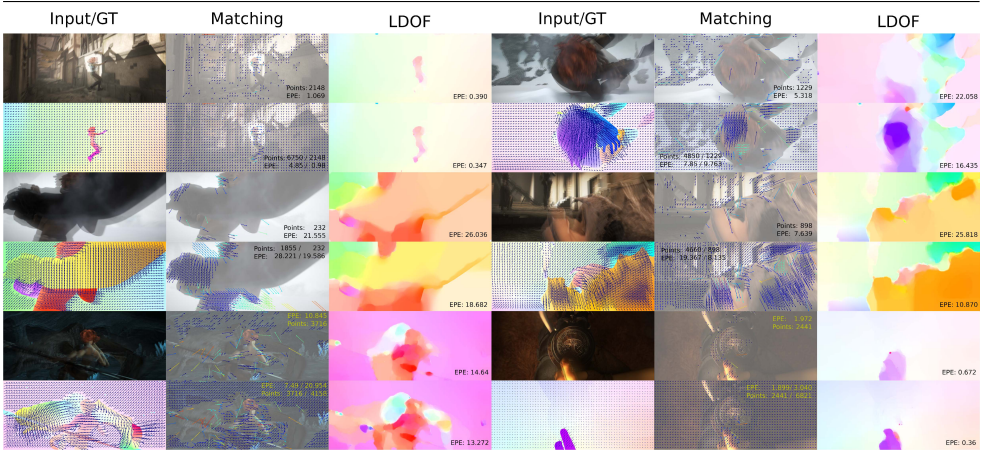 Input/GT Matching LDOF Input/GT Matching LDOF
Points: 2148
EPE: 1.069
EPE: 0.390
Points: 1229
EPE: 5.318
EPE: 22.058
Points: 6750 / 2148
EPE: 4.85 / 0.98
EPE: 0.347
Points: 4850 / 1229
EPE: 7.86 / 9.763
EPE: 16.435
Points: 232
EPE: 21.555
EPE: 26.036
Points: 898
EPE: 7.639
EPE: 25.818
Points: 1855 / 232
EPE: 28.221 / 19.586
EPE: 18.682
Points: 4660 / 898
EPE: 19.367 / 8.135
EPE: 10.870
EPE: 10.845
Points: 3716
EPE: 14.64
EPE: 1.972
Points: 2441
EPE: 0.672
EPE: 7.49 / 20.954
Points: 3716 / 4158
EPE: 13.272
EPE: 1.899 / 1.040
Points: 2441 / 6821
EPE: 0.36